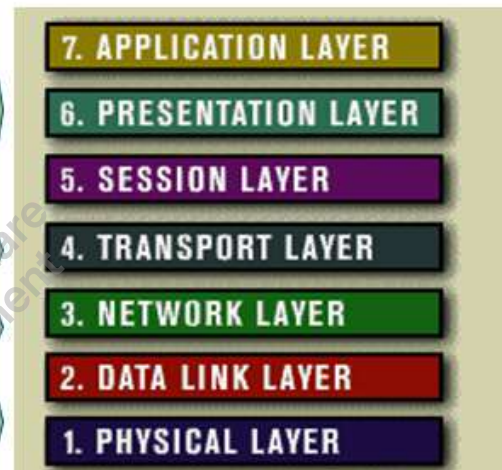 7. APPLICATION LAYER
6. PRESENTATION LAYER
5. SESSION LAYER
4. TRANSPORT LAYER
3. NETWORK LAYER
2. DATA LINK LAYER
1. PHYSICAL LAYER